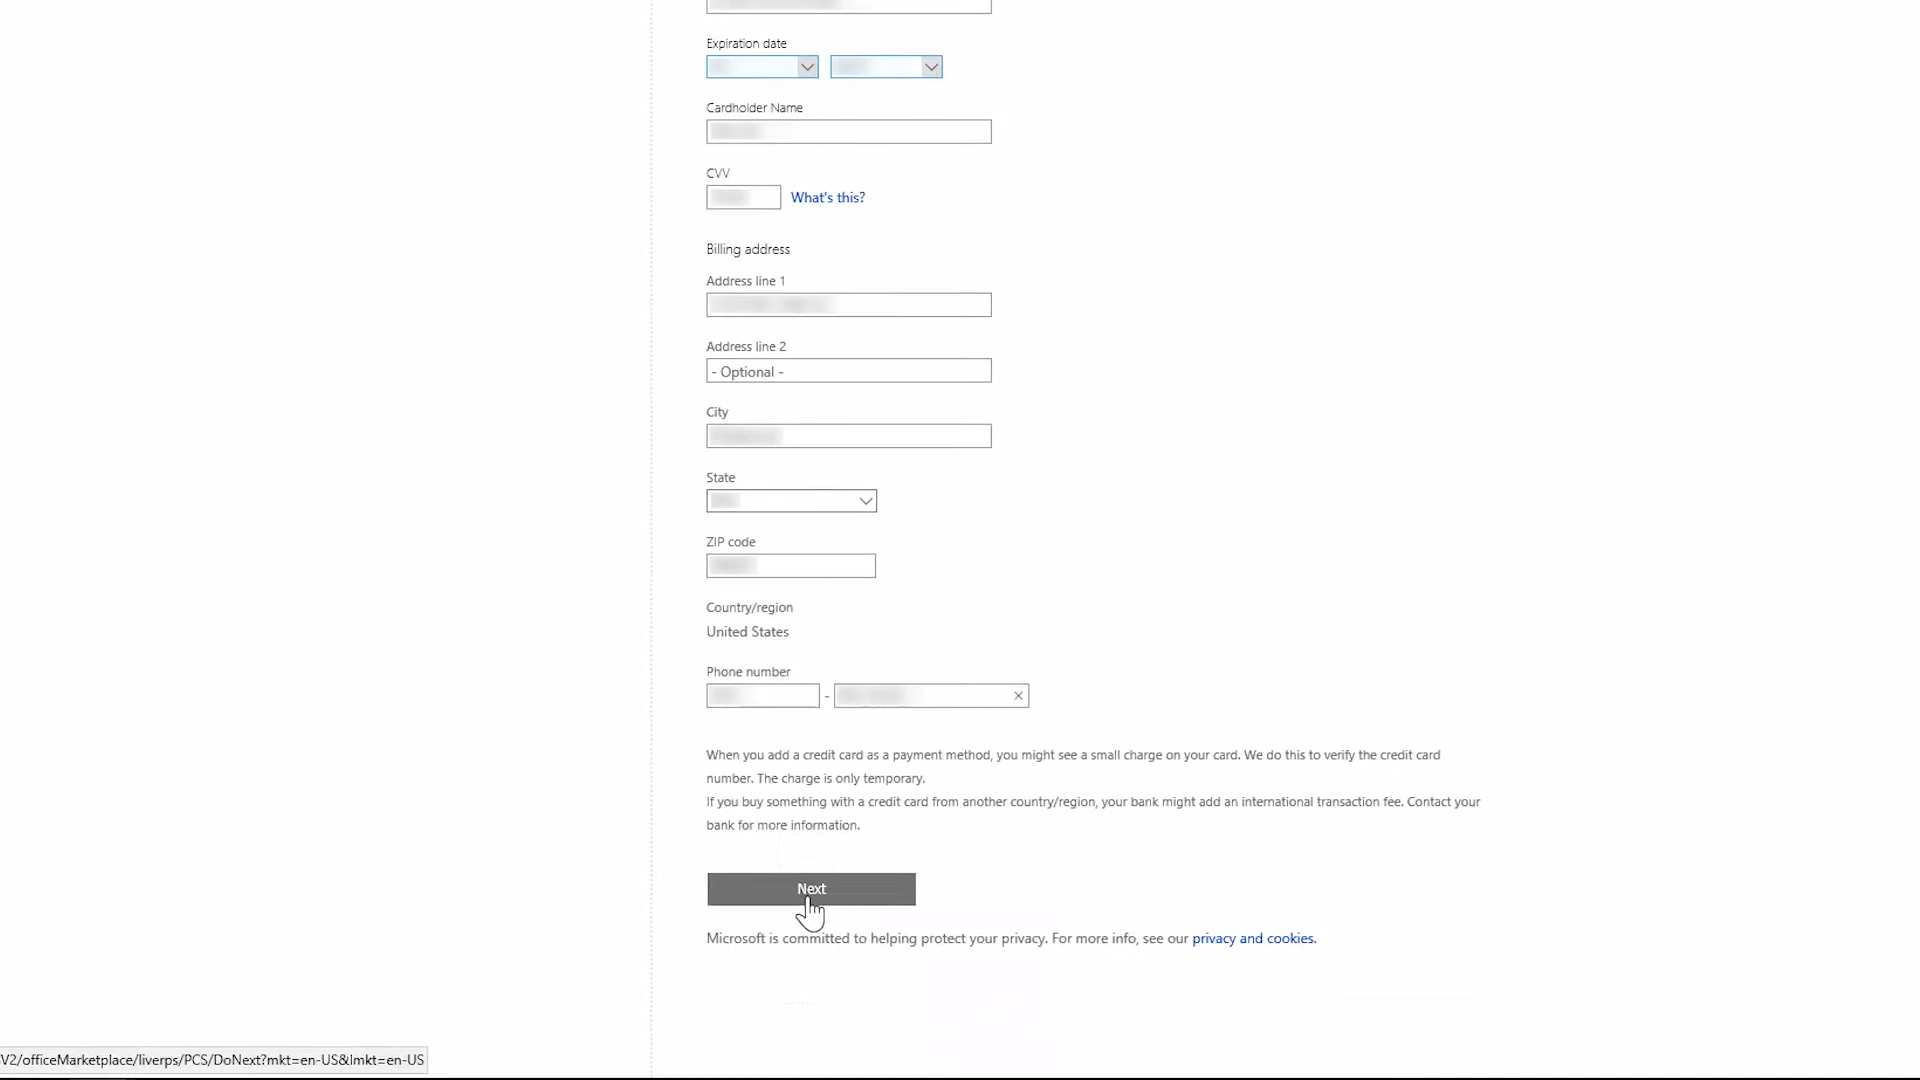 Expiration date
Cardholder Name
CVV
What's this?
Billing address
Address line 1
Address line 2
- Optional -
City
State
ZIP code
Country/region
United States
Phone number
-
When you add a credit card as a payment method, you might see a small charge on your card. We do this to verify the credit card
number. The charge is only temporary.
If you buy something with a credit card from another country/region, your bank might add an international transaction fee. Contact your
bank for more information.
Next
Microsoft is committed to helping protect your privacy. For more info, see our privacy and cookies.
V2/officeMarketplace/liverps/PCS/DoNext?mkt=en-US&lmkt=en-US